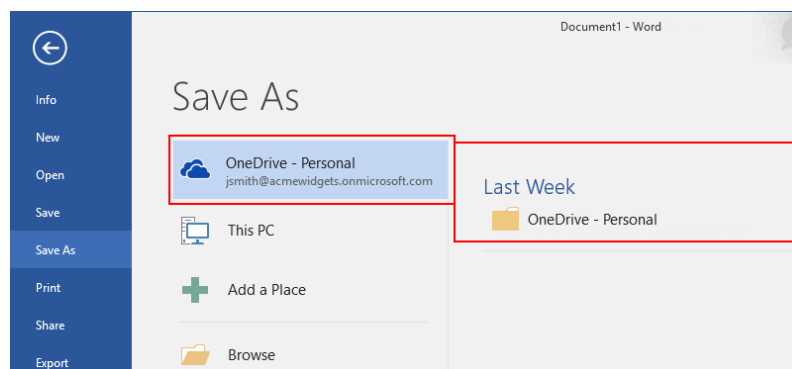 Document1 - Word
Info
New
Open
Save
Save As
Print
Share
Export
Save As
OneDrive - Personal
jsmith@acmewidgets.onmicrosoft.com
This PC
Add a Place
Browse
Last Week
OneDrive - Personal